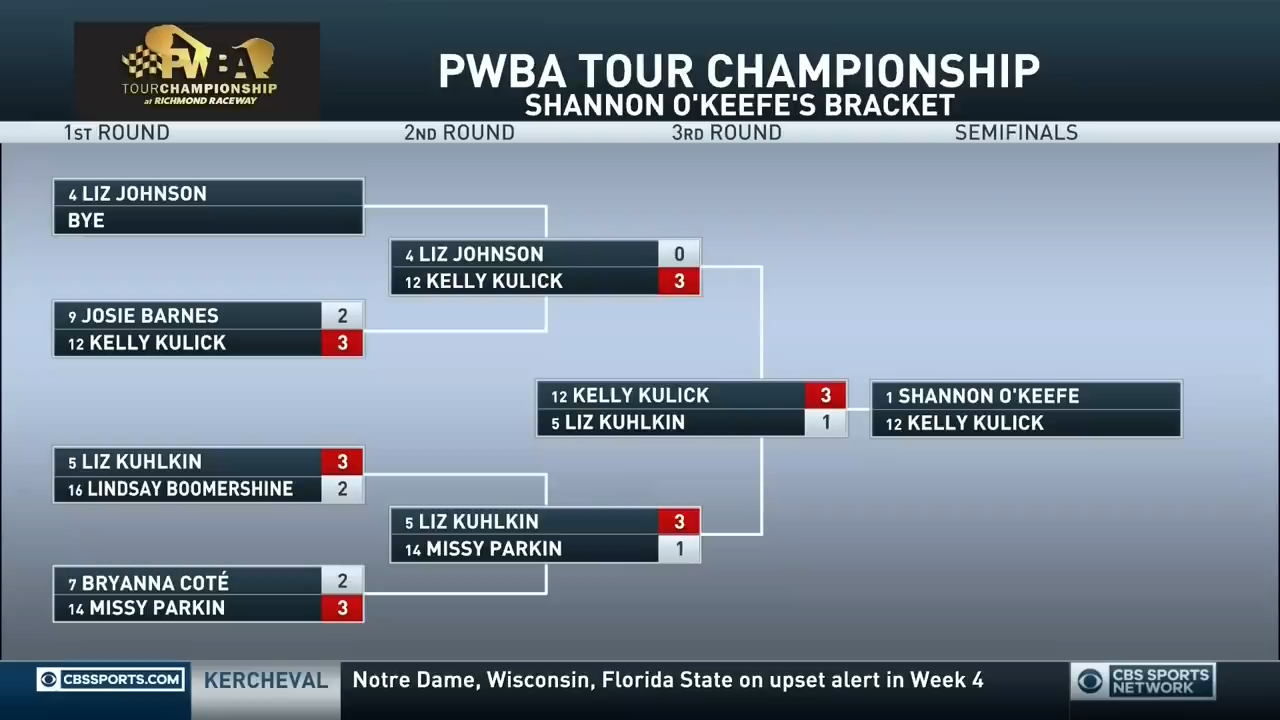 PWBA
TOUR CHAMPIONSHIP
at RICHMOND RACEWAY
PWBA TOUR CHAMPIONSHIP
SHANNON O'KEEFE'S BRACKET
1ST ROUND
2ND ROUND
3RD ROUND
SEMIFINALS
4 LIZ JOHNSON
BYE
9 JOSIE BARNES 2
12 KELLY KULICK 3
5 LIZ KUHLKIN 3
16 LINDSAY BOOMERSHINE 2
7 BRYANNA COTÉ 2
14 MISSY PARKIN 3
4 LIZ JOHNSON 0
12 KELLY KULICK 3
5 LIZ KUHLKIN 3
14 MISSY PARKIN 1
12 KELLY KULICK 3
5 LIZ KUHLKIN 1
1 SHANNON O'KEEFE
12 KELLY KULICK
CBSSPORTS.COM
KERCHEVAL
Notre Dame, Wisconsin, Florida State on upset alert in Week 4
CBS SPORTS
NETWORK